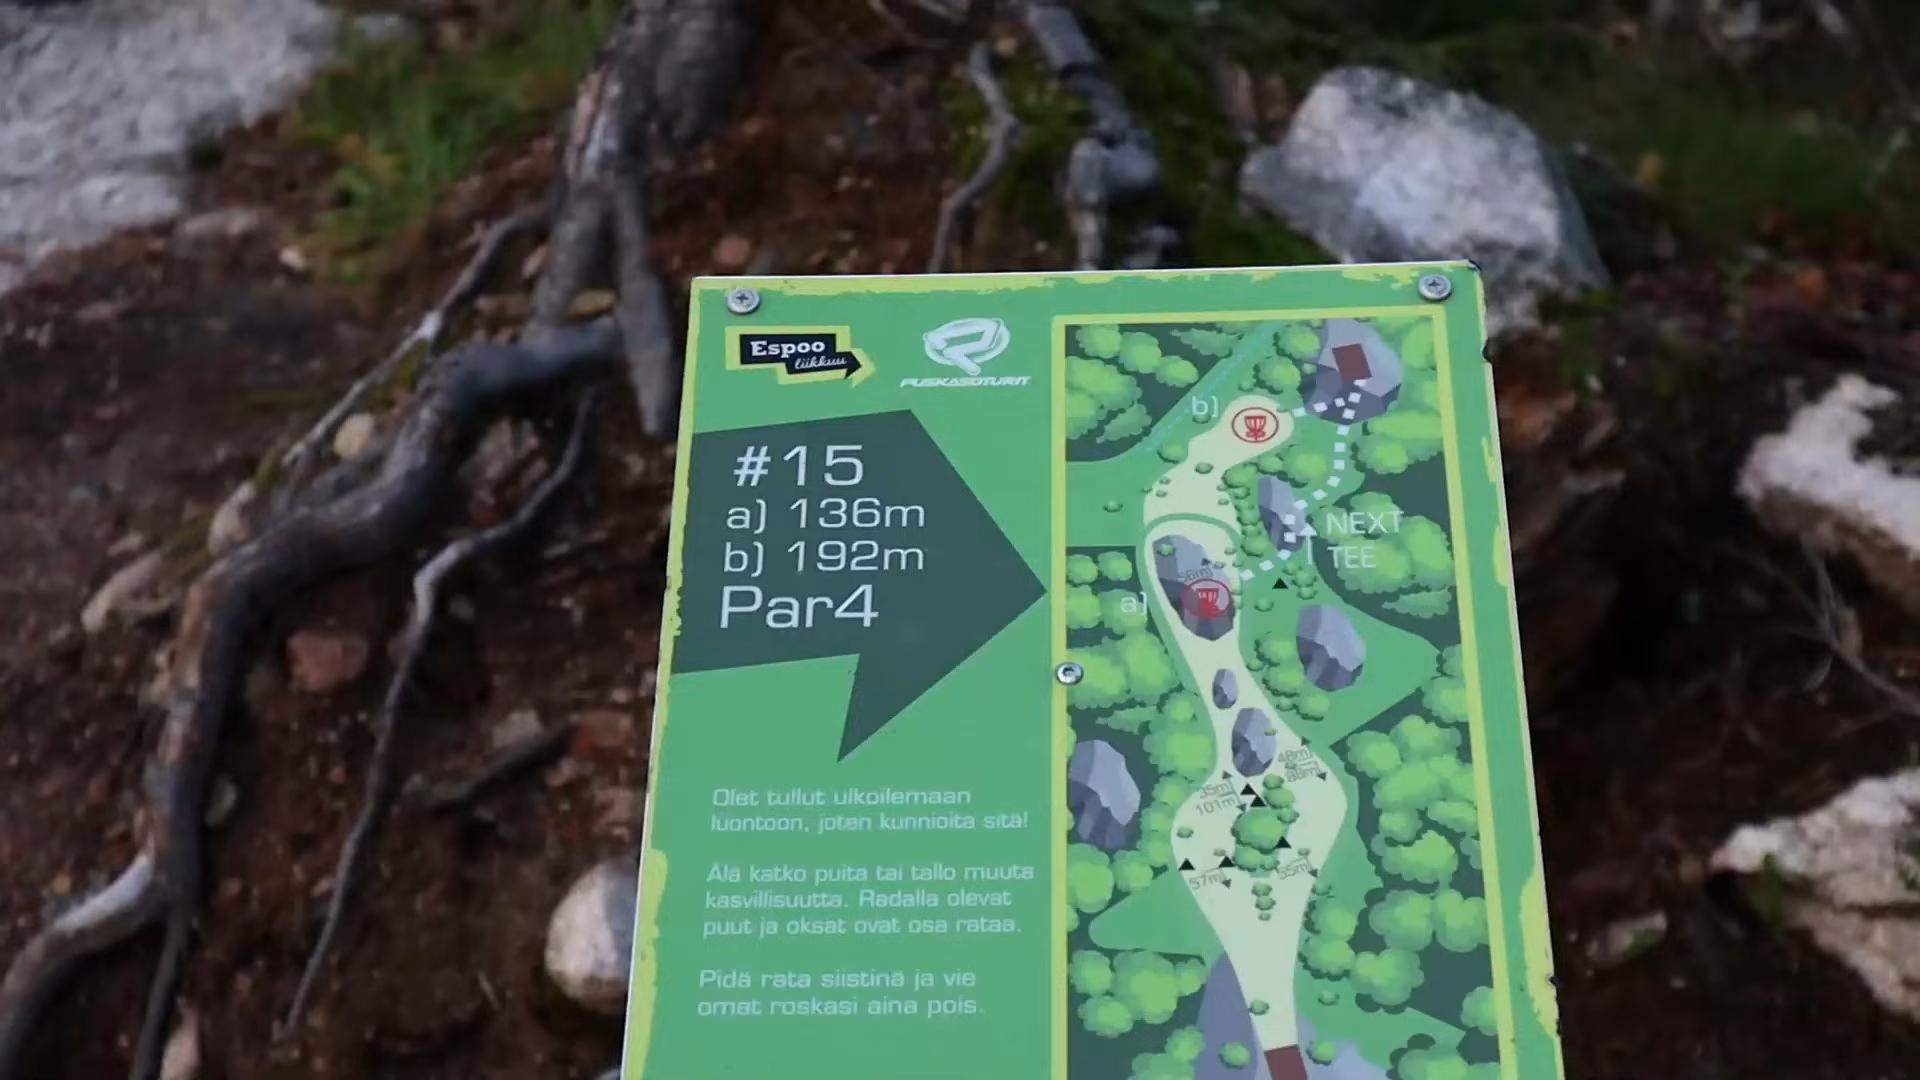 Espoo
liikkuu
PUSKASOTURIT
#15
a) 136m
b) 192m
Par4
Olet tullut ulkoilemaan
luontoon, joten kunnioita sitä!
Älä katko puita tai tallo muuta
kasvillisuutta. Radalla olevat
puut ja oksat ovat osa rataa.
Pidä rata siistinä ja vie
omat roskasi aina pois.
b)
NEXT
TEE
56m
a)
48m
88m
35m
101m
57m
55m